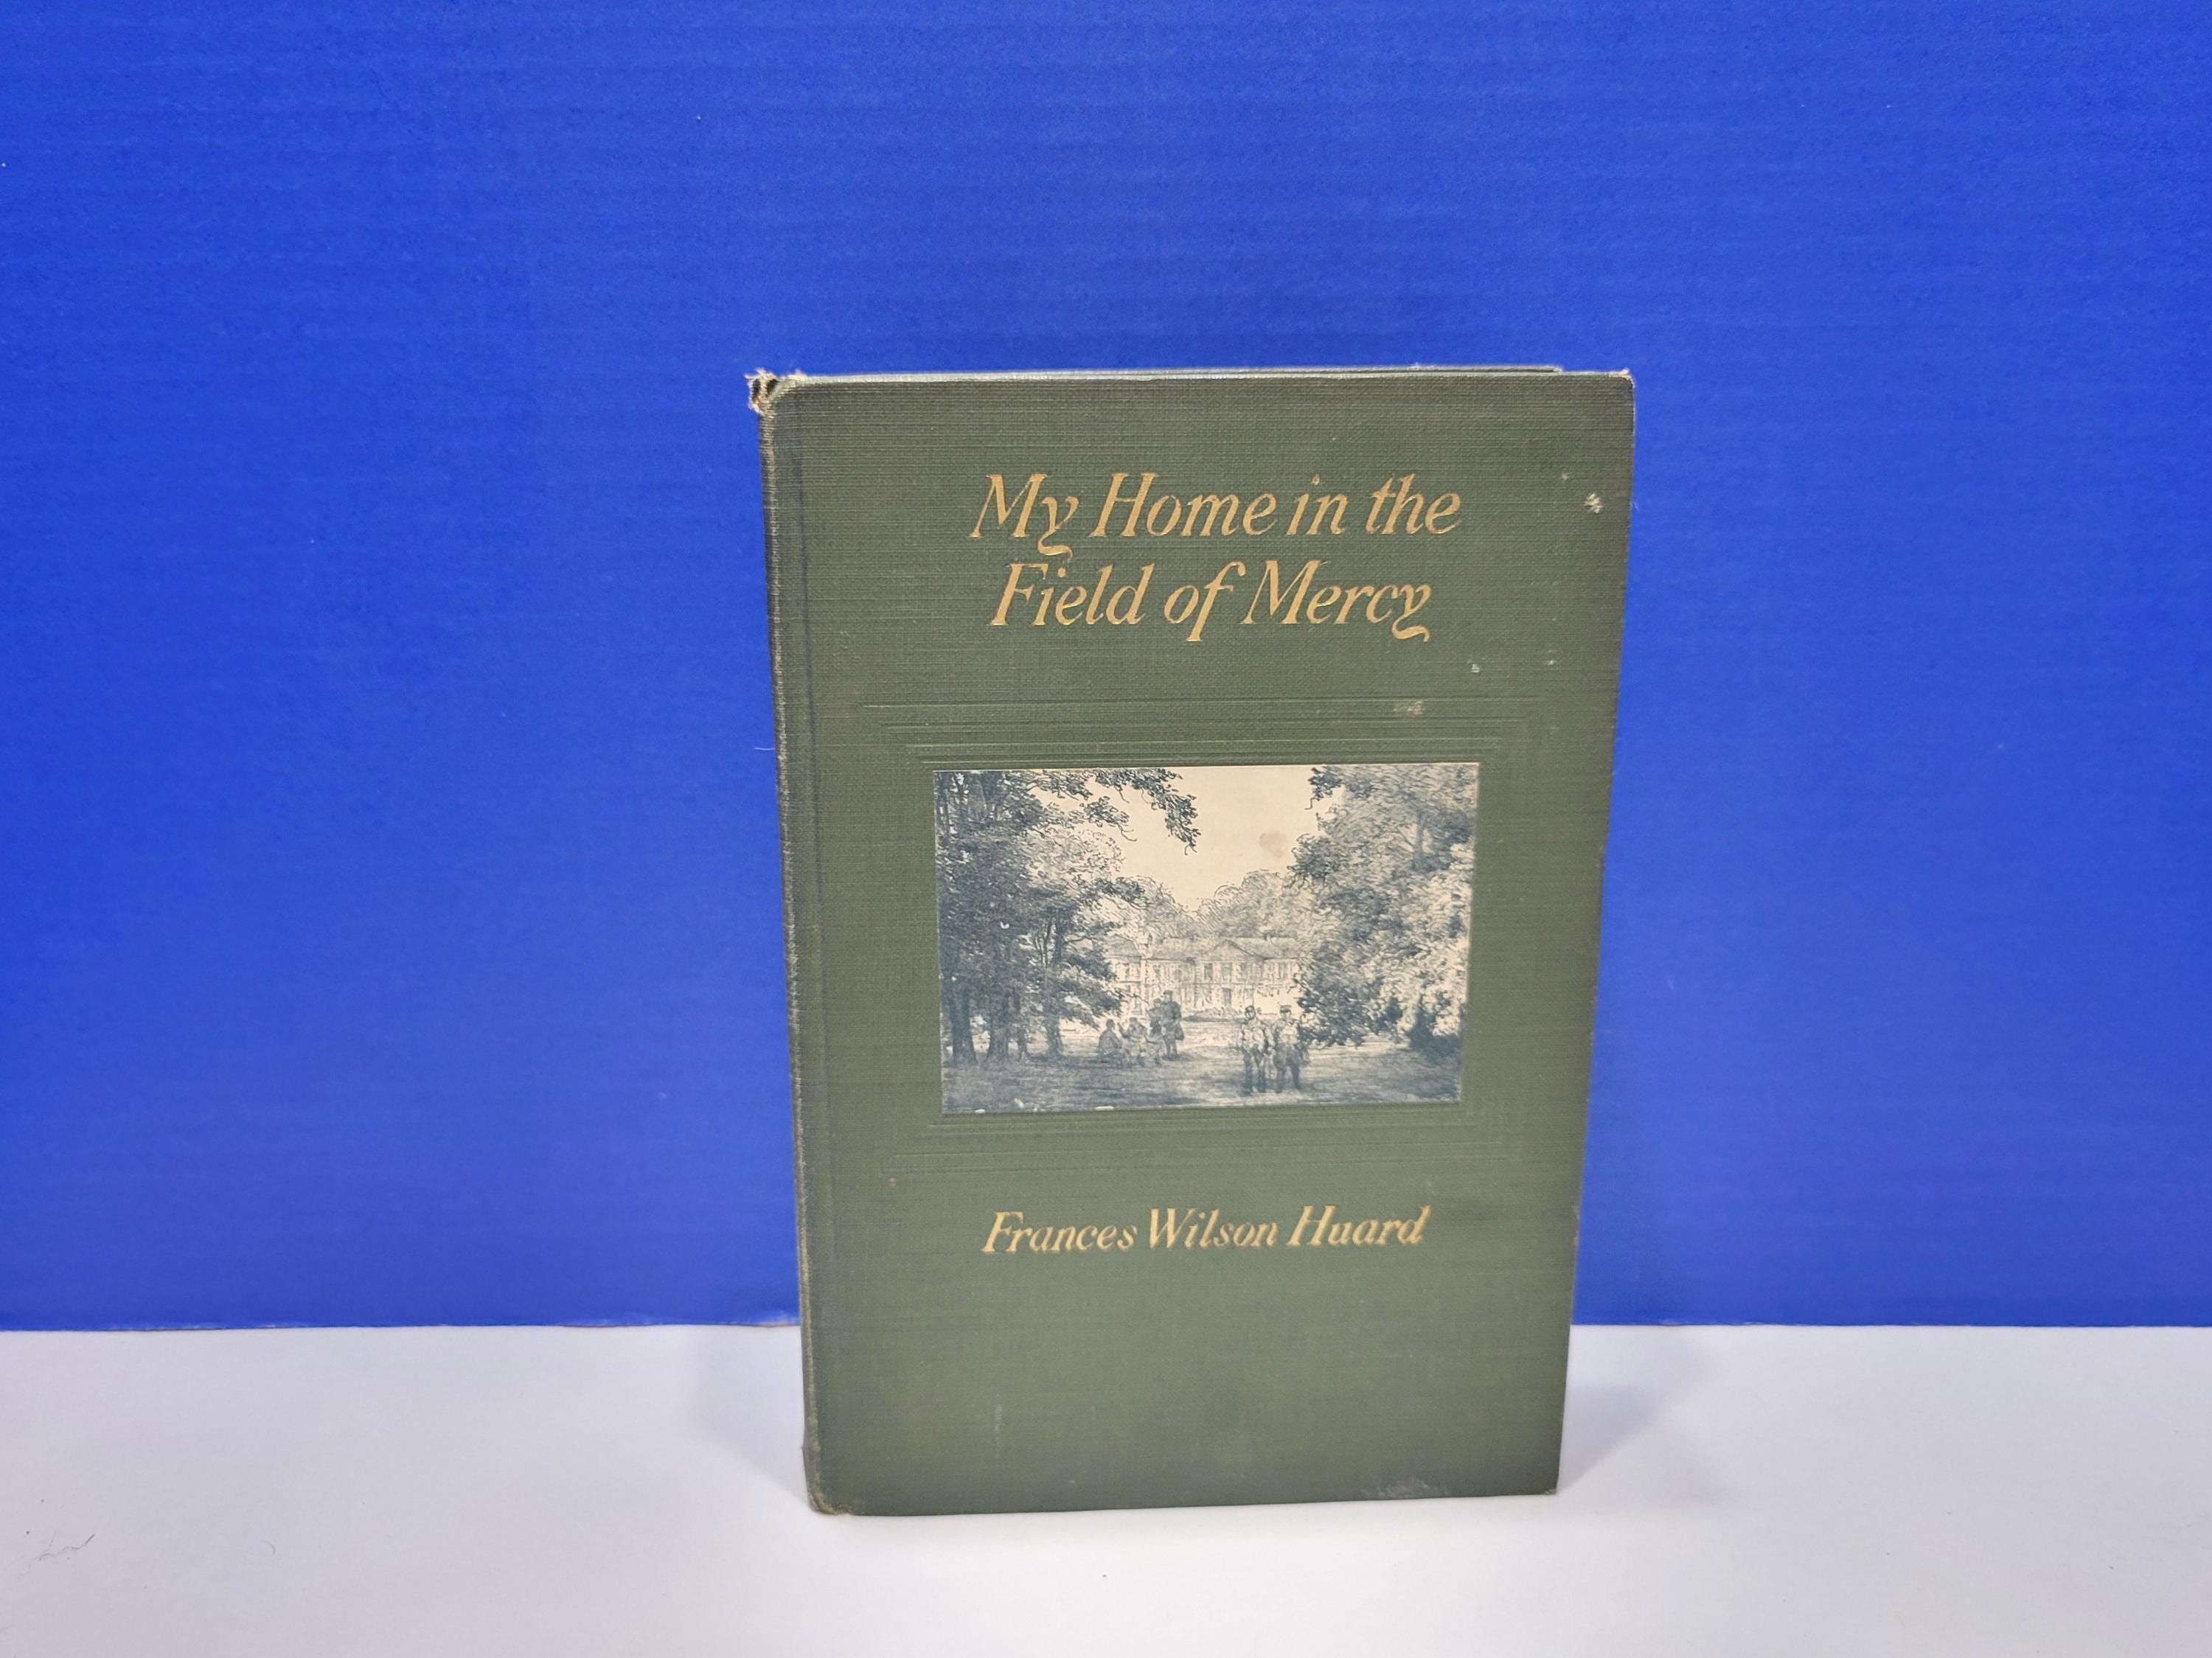 My Home in the
Field of Mercy
Frances Wilson Huard